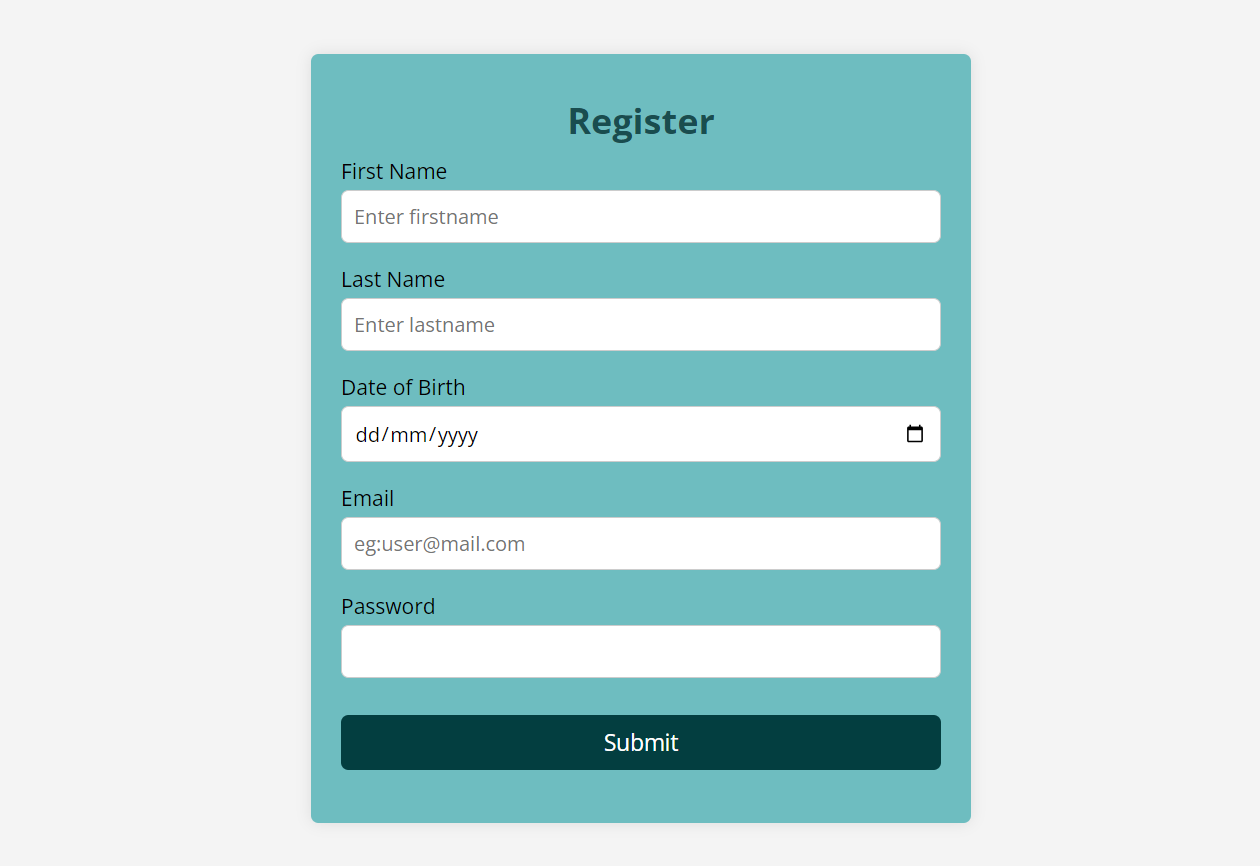 Register
First Name
Enter firstname
Last Name
Enter lastname
Date of Birth
dd/mm/yyyy
Email
eg:user@mail.com
Password
Submit